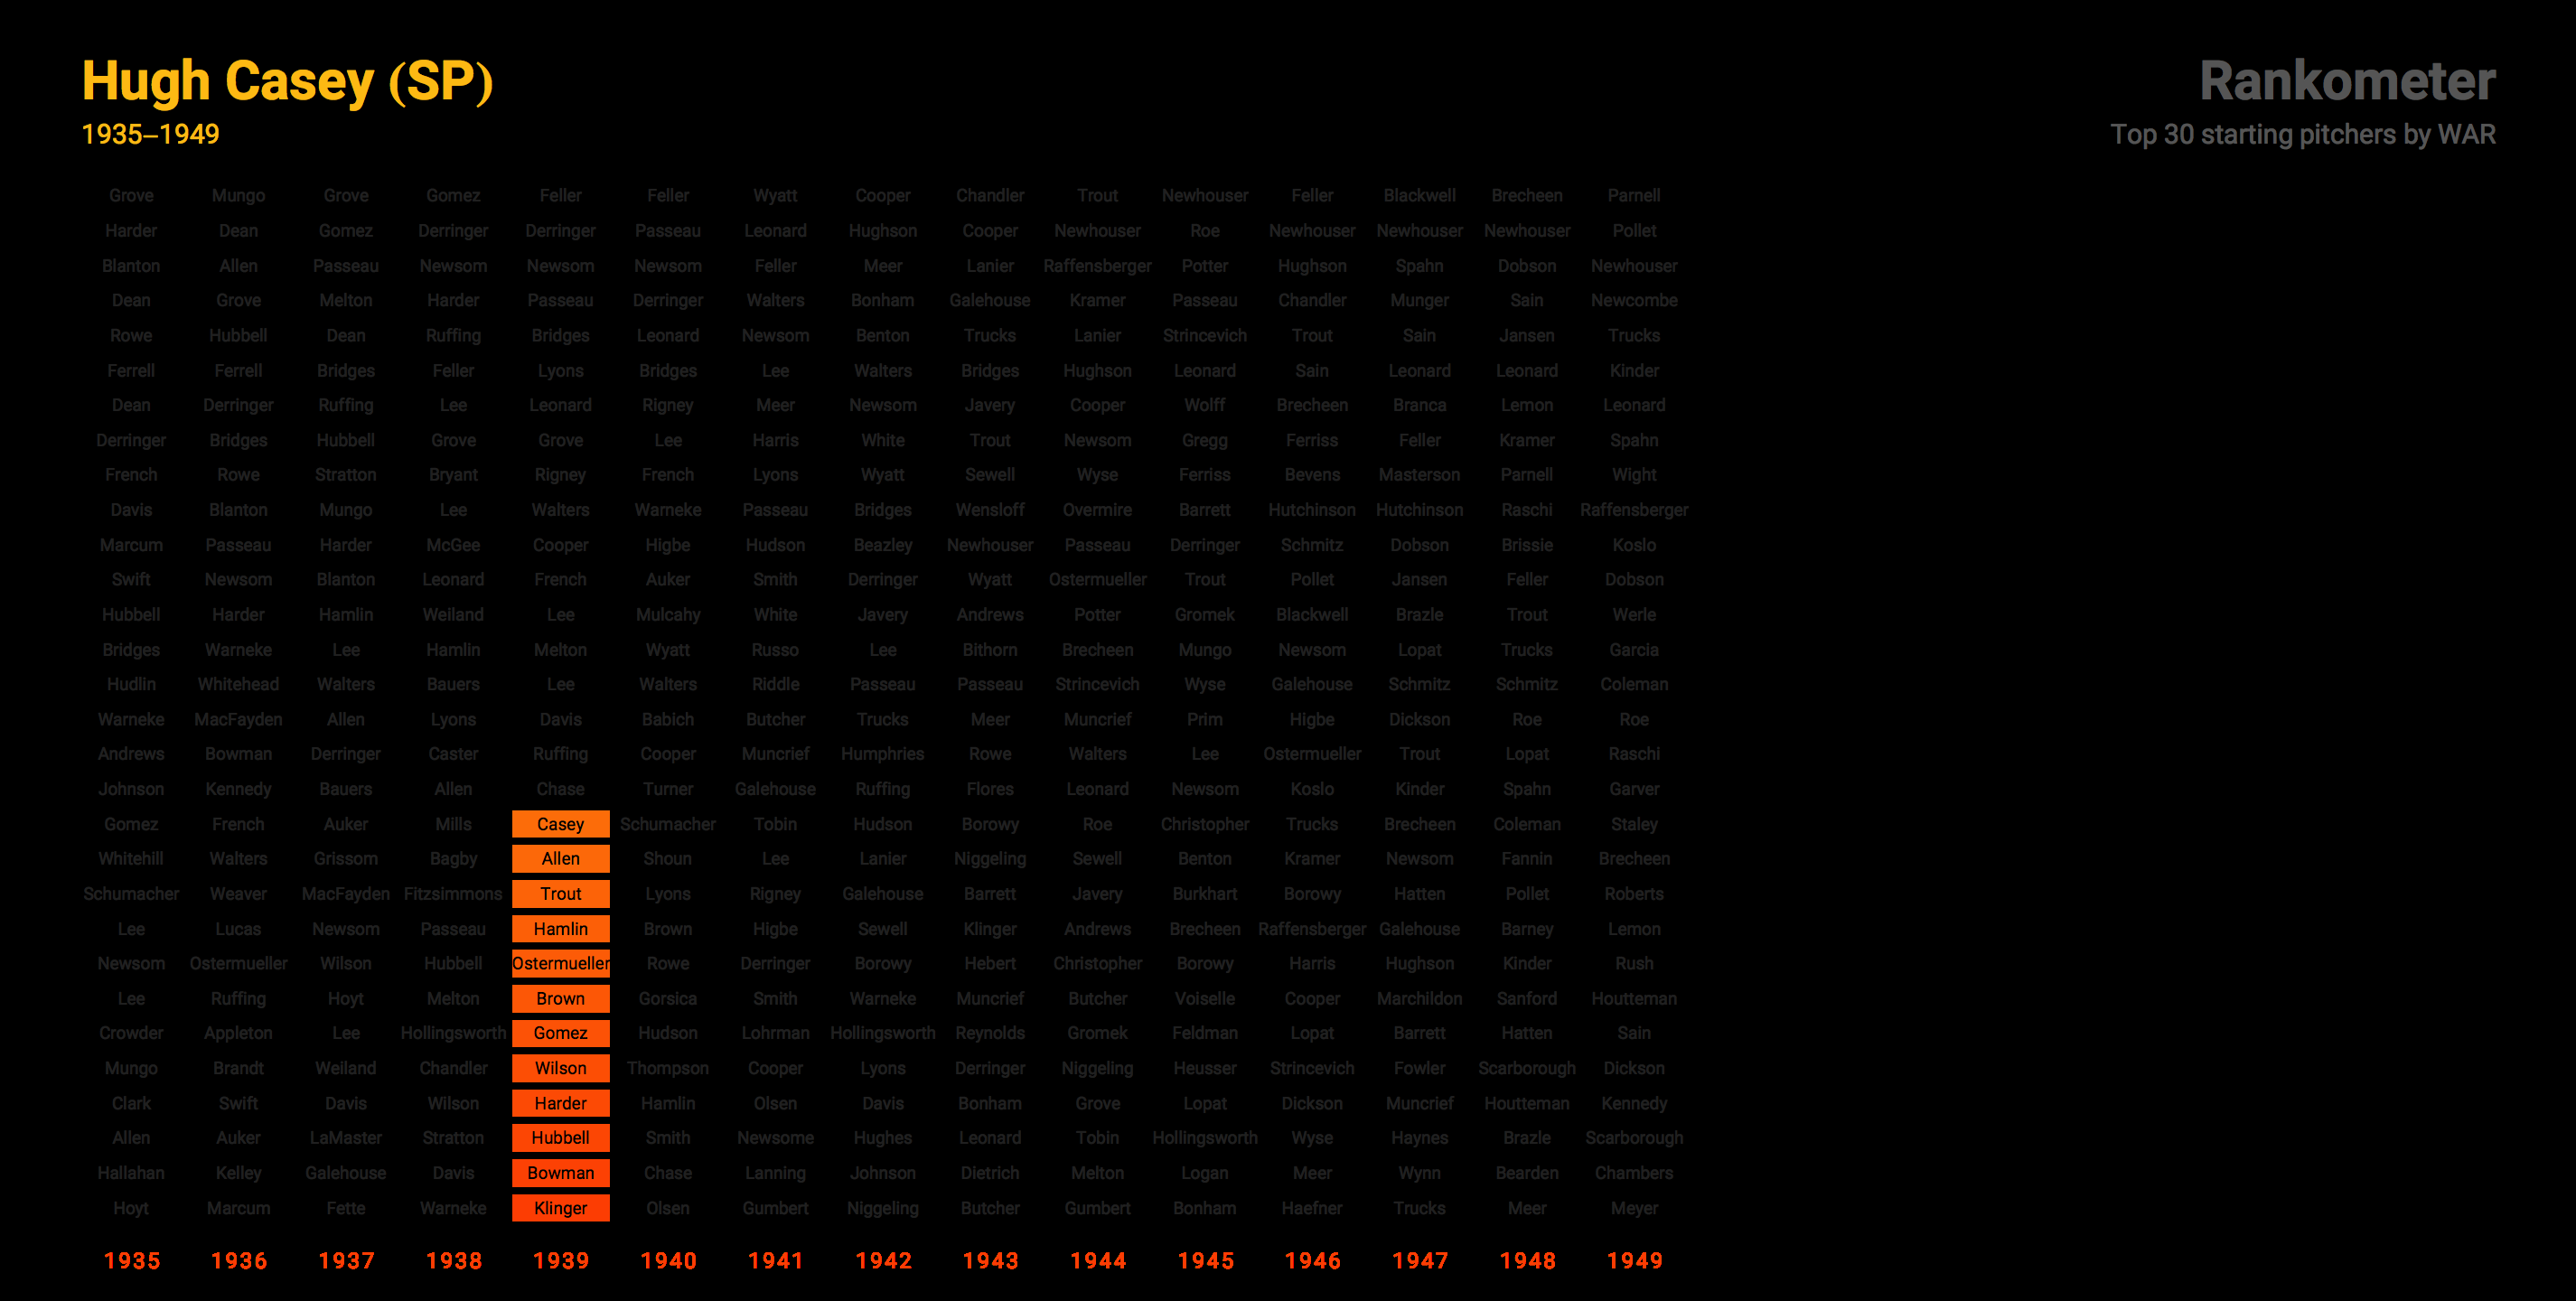 Hugh Casey (SP)
Rankometer
1935–1949
Top 30 starting pitchers by WAR
Grove Mungo Grove Gomez Feller Feller Wyatt Cooper Chandler Trout Newhouser Feller Blackwell Brecheen Parnell
Harder Dean Gomez Derringer Derringer Passeau Leonard Hughson Cooper Newhouser Roe Newhouser Newhouser Newhouser Pollet
Blanton Allen Passeau Newsom Newsom Newsom Feller Meer Lanier Raffensberger Potter Hughson Spahn Dobson Newhouser
Dean Grove Melton Harder Passeau Derringer Walters Bonham Galehouse Kramer Passeau Chandler Munger Sain Newcombe
Rowe Hubbell Dean Ruffing Bridges Leonard Newsom Benton Trucks Lanier Strincevich Trout Sain Jansen Trucks
Ferrell Ferrell Bridges Feller Lyons Bridges Lee Walters Bridges Hughson Leonard Sain Leonard Leonard Kinder
Dean Derringer Ruffing Lee Leonard Rigney Meer Newsom Javery Cooper Wolff Brecheen Branca Lemon Leonard
Derringer Bridges Hubbell Grove Grove Lee Harris White Trout Newsom Gregg Ferriss Feller Kramer Spahn
French Rowe Stratton Bryant Rigney French Lyons Wyatt Sewell Wyse Ferriss Bevens Masterson Parnell Wight
Davis Blanton Mungo Lee Walters Warneke Passeau Bridges Wensloff Overmire Barrett Hutchinson Hutchinson Raschi Raffensberger
Marcum Passeau Harder McGee Cooper Higbe Hudson Beazley Newhouser Passeau Derringer Schmitz Dobson Brissie Koslo
Swift Newsom Blanton Leonard French Auker Smith Derringer Wyatt Ostermueller Trout Pollet Jansen Feller Dobson
Hubbell Harder Hamlin Weiland Lee Mulcahy White Javery Andrews Potter Gromek Blackwell Brazle Trout Werle
Bridges Warneke Lee Hamlin Melton Wyatt Russo Lee Bithorn Brecheen Mungo Newsom Lopat Trucks Garcia
Hudlin Whitehead Walters Bauers Lee Walters Riddle Passeau Passeau Strincevich Wyse Galehouse Schmitz Schmitz Coleman
Warneke MacFayden Allen Lyons Davis Babich Butcher Trucks Meer Muncrief Prim Higbe Dickson Roe Roe
Andrews Bowman Derringer Caster Ruffing Cooper Muncrief Humphries Rowe Walters Lee Ostermueller Trout Lopat Raschi
Johnson Kennedy Bauers Allen Chase Turner Galehouse Ruffing Flores Leonard Newsom Koslo Kinder Spahn Garver
Gomez French Auker Mills Casey Schumacher Tobin Hudson Borowy Roe Christopher Trucks Brecheen Coleman Staley
Whitehill Walters Grissom Bagby Allen Shoun Lee Lanier Niggeling Sewell Benton Kramer Newsom Fannin Brecheen
Schumacher Weaver MacFayden Fitzsimmons Trout Lyons Rigney Galehouse Barrett Javery Burkhart Borowy Hatten Pollet Roberts
Lee Lucas Newsom Passeau Hamlin Brown Higbe Sewell Klinger Andrews Brecheen Raffensberger Galehouse Barney Lemon
Newsom Ostermueller Wilson Hubbell Ostermueller Rowe Derringer Borowy Hebert Christopher Borowy Harris Hughson Kinder Rush
Lee Ruffing Hoyt Melton Brown Gorsica Smith Warneke Muncrief Butcher Voiselle Cooper Marchildon Sanford Houtteman
Crowder Appleton Lee Hollingsworth Gomez Hudson Lohrman Hollingsworth Reynolds Gromek Feldman Lopat Barrett Hatten Sain
Mungo Brandt Weiland Chandler Wilson Thompson Cooper Lyons Derringer Niggeling Heusser Strincevich Fowler Scarborough Dickson
Clark Swift Davis Wilson Harder Hamlin Olsen Davis Bonham Grove Lopat Dickson Muncrief Houtteman Kennedy
Allen Auker LaMaster Stratton Hubbell Smith Newsome Hughes Leonard Tobin Hollingsworth Wyse Haynes Brazle Scarborough
Hallahan Kelley Galehouse Davis Bowman Chase Lanning Johnson Dietrich Melton Logan Meer Wynn Bearden Chambers
Hoyt Marcum Fette Warneke Klinger Olsen Gumbert Niggeling Butcher Gumbert Bonham Haefner Trucks Meer Meyer
1935 1936 1937 1938 1939 1940 1941 1942 1943 1944 1945 1946 1947 1948 1949